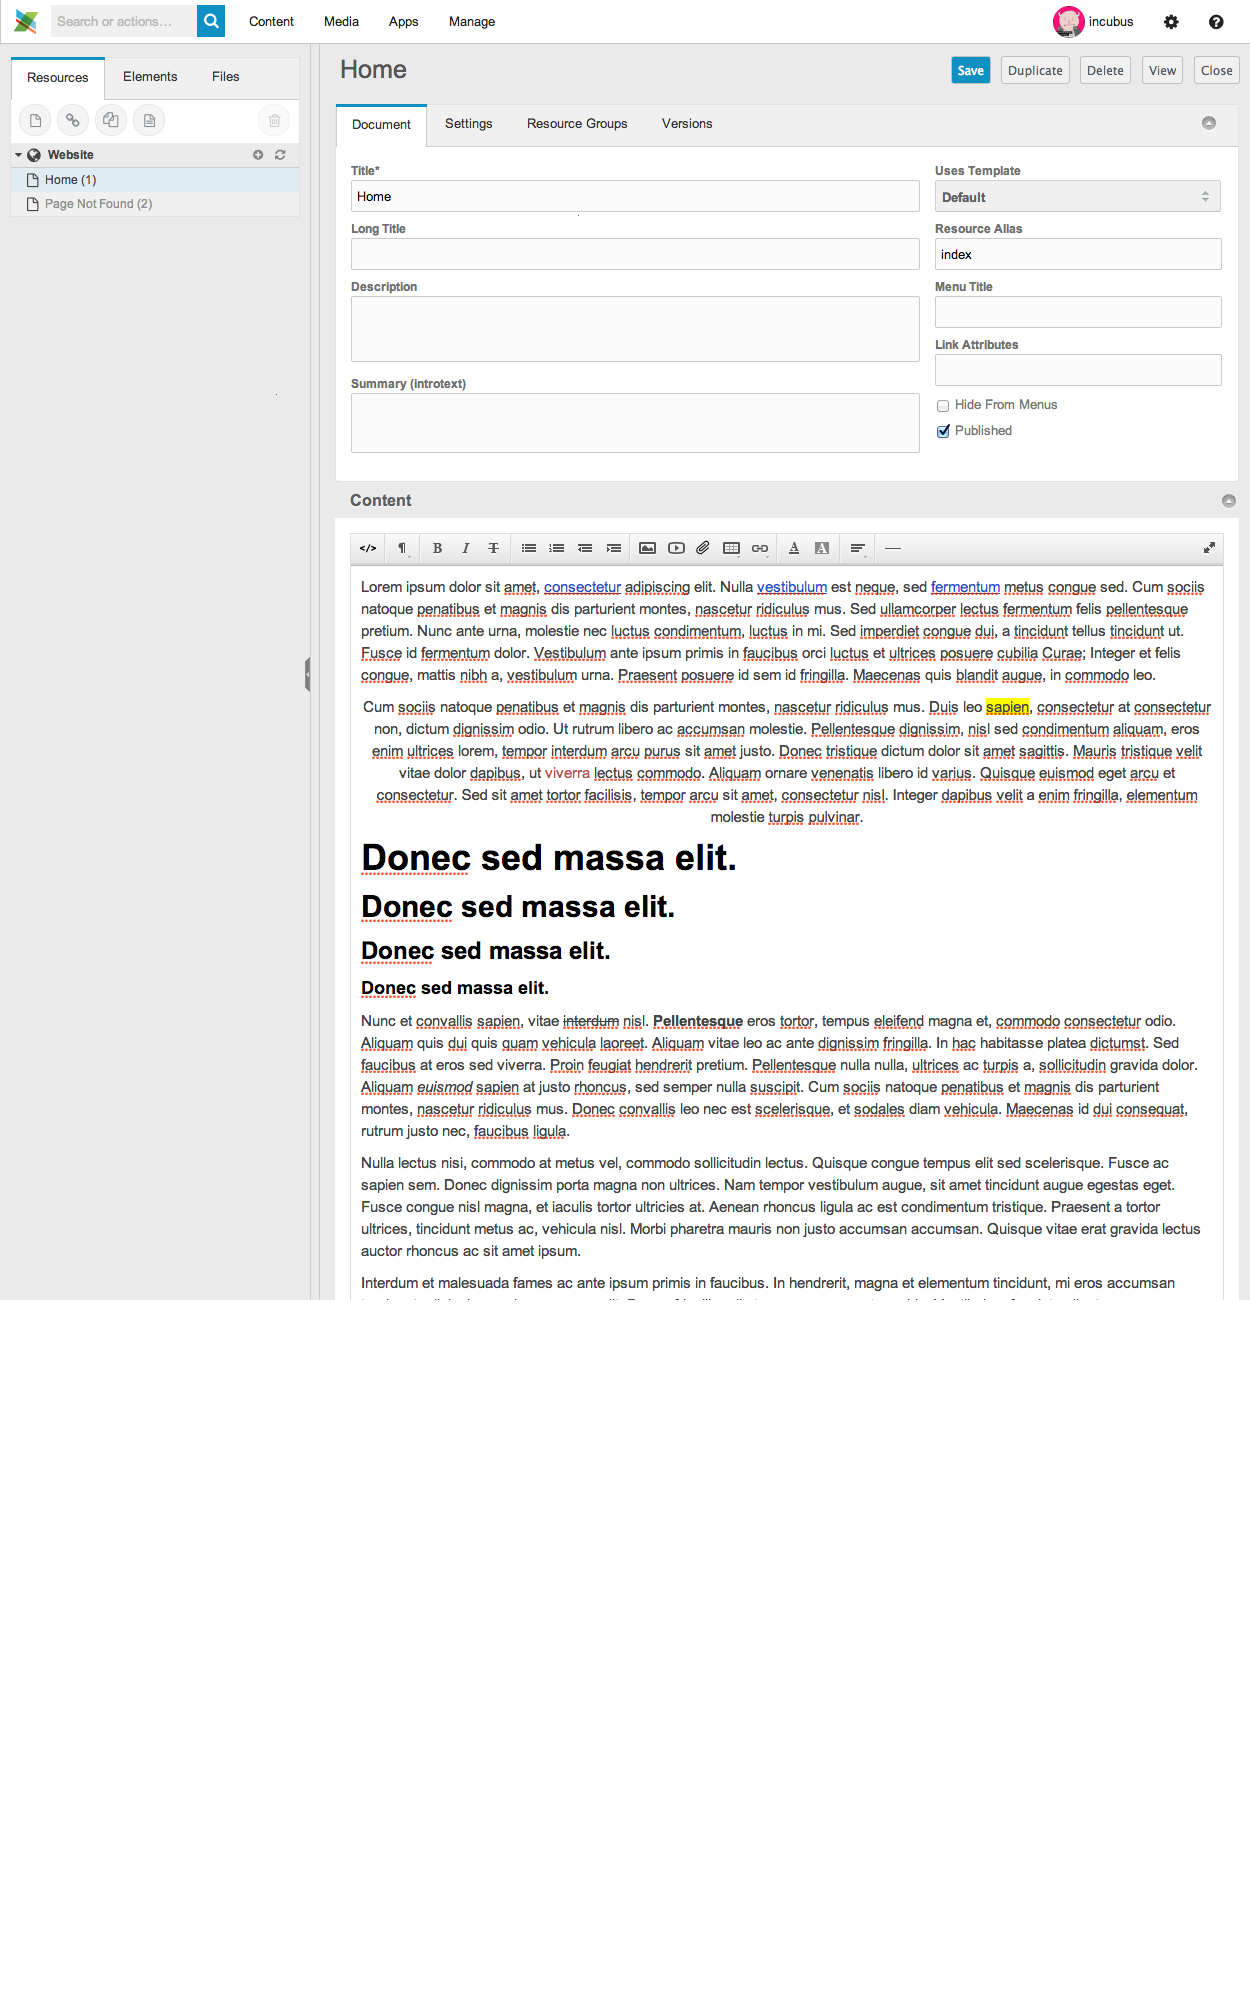 Search or actions...
Content Media Apps Manage
incubus
Resources Elements Files
Website
Home (1)
Page Not Found (2)
Home
Save Duplicate Delete View Close
Document Settings Resource Groups Versions
Title*
Home
Uses Template
Default
Long Title
Resource Alias
index
Description
Menu Title
Link Attributes
Summary (introtext)
Hide From Menus
Published
Content
Lorem ipsum dolor sit amet, consectetur adipiscing elit. Nulla vestibulum est neque, sed fermentum metus congue sed. Cum sociis
natoque penatibus et magnis dis parturient montes, nascetur ridiculus mus. Sed ullamcorper lectus fermentum felis pellentesque
pretium. Nunc ante urna, molestie nec luctus condimentum, luctus in mi. Sed imperdiet congue dui, a tincidunt tellus tincidunt ut.
Fusce id fermentum dolor. Vestibulum ante ipsum primis in faucibus orci luctus et ultrices posuere cubilia Curae; Integer et felis
congue, mattis nibh a, vestibulum urna. Praesent posuere id sem id fringilla. Maecenas quis blandit augue, in commodo leo.
Cum sociis natoque penatibus et magnis dis parturient montes, nascetur ridiculus mus. Duis leo sapien, consectetur at consectetur
non, dictum dignissim odio. Ut rutrum libero ac accumsan molestie. Pellentesque dignissim, nisl sed condimentum aliquam, eros
enim ultrices lorem, tempor interdum arcu purus sit amet justo. Donec tristique dictum dolor sit amet sagittis. Mauris tristique velit
vitae dolor dapibus, ut viverra lectus commodo. Aliquam ornare venenatis libero id varius. Quisque euismod eget arcu et
consectetur. Sed sit amet tortor facilisis, tempor arcu sit amet, consectetur nisl. Integer dapibus velit a enim fringilla, elementum
molestie turpis pulvinar.
Donec sed massa elit.
Donec sed massa elit.
Donec sed massa elit.
Donec sed massa elit.
Nunc et convallis sapien, vitae interdum nisl. Pellentesque eros tortor, tempus eleifend magna et, commodo consectetur odio.
Aliquam quis dui quis quam vehicula laoreet. Aliquam vitae leo ac ante dignissim fringilla. In hac habitasse platea dictumst. Sed
faucibus at eros sed viverra. Proin feugiat hendrerit pretium. Pellentesque nulla nulla, ultrices ac turpis a, sollicitudin gravida dolor.
Aliquam euismod sapien at justo rhoncus, sed semper nulla suscipit. Cum sociis natoque penatibus et magnis dis parturient
montes, nascetur ridiculus mus. Donec convallis leo nec est scelerisque, et sodales diam vehicula. Maecenas id dui consequat,
rutrum justo nec, faucibus ligula.
Nulla lectus nisi, commodo at metus vel, commodo sollicitudin lectus. Quisque congue tempus elit sed scelerisque. Fusce ac
sapien sem. Donec dignissim porta magna non ultrices. Nam tempor vestibulum augue, sit amet tincidunt augue egestas eget.
Fusce congue nisl magna, et iaculis tortor ultricies at. Aenean rhoncus ligula ac est condimentum tristique. Praesent a tortor
ultrices, tincidunt metus ac, vehicula nisl. Morbi pharetra mauris non justo accumsan accumsan. Quisque vitae erat gravida lectus
auctor rhoncus ac sit amet ipsum.
Interdum et malesuada fames ac ante ipsum primis in faucibus. In hendrerit, magna et elementum tincidunt, mi eros accumsan